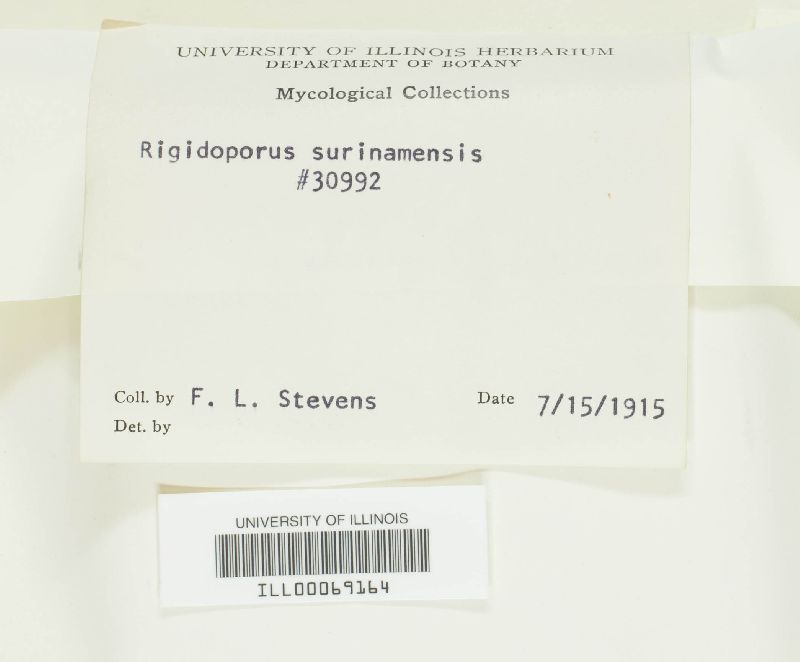 UNIVERSITY OF ILLINOIS HERBARIUM
DEPARTMENT OF BOTANY
Mycological Collections
Rigidoporus surinamensis
#30992
Coll. by F. L. Stevens Date 7/15/1915
Det. by
UNIVERSITY OF ILLINOIS
ILL00069164